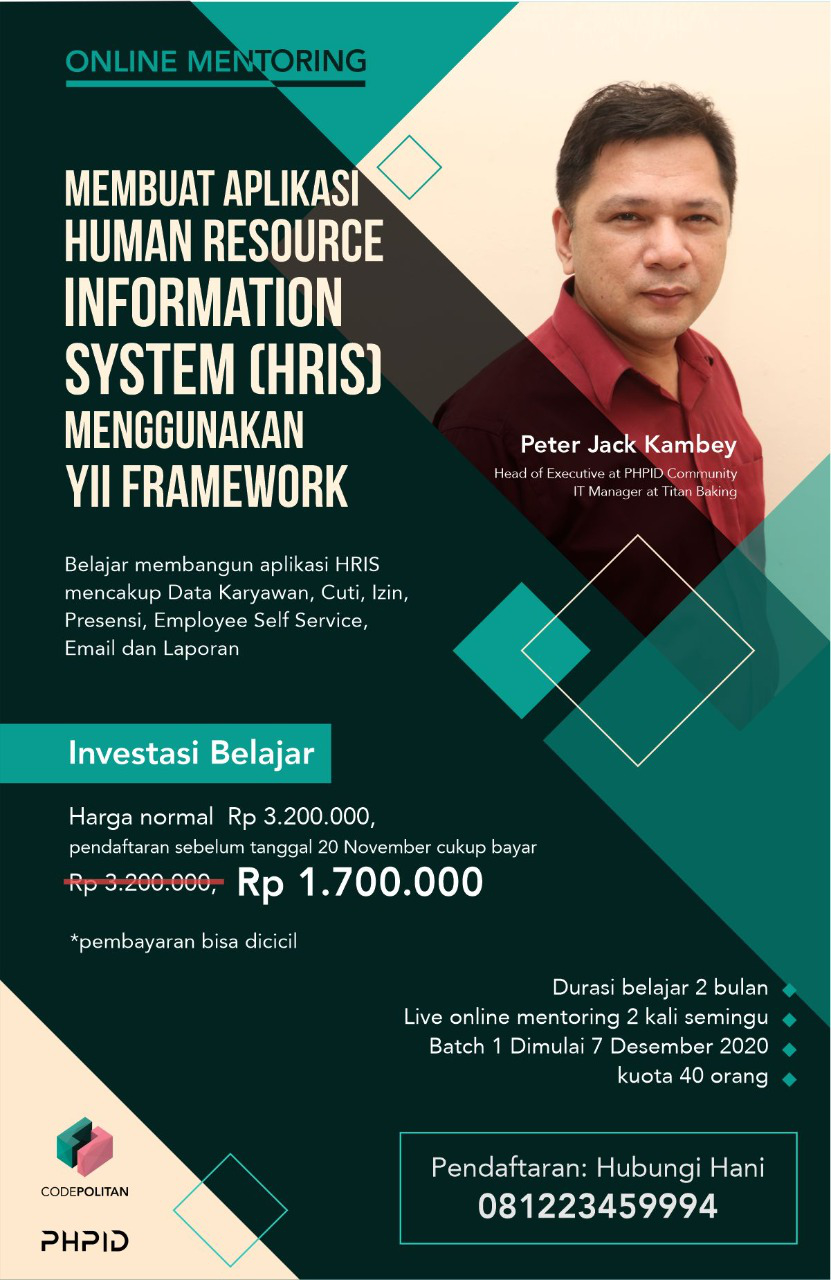 ONLINE MENTORING
MEMBUAT APLIKASI
HUMAN RESOURCE
INFORMATION
SYSTEM (HRIS)
MENGGUNAKAN
YII FRAMEWORK
Peter Jack Kambey
Head of Executive at PHPID Community
IT Manager at Titan Baking
Belajar membangun aplikasi HRIS
mencakup Data Karyawan, Cuti, Izin,
Presensi, Employee Self Service,
Email dan Laporan
Investasi Belajar
Harga normal Rp 3.200.000,
pendaftaran sebelum tanggal 20 November cukup bayar
Rp 3.200.000, Rp 1.700.000
*pembayaran bisa dicicil
Durasi belajar 2 bulan
Live online mentoring 2 kali semingu
Batch 1 Dimulai 7 Desember 2020
kuota 40 orang
Pendaftaran: Hubungi Hani
081223459994
CODEPOLITAN
PHPID